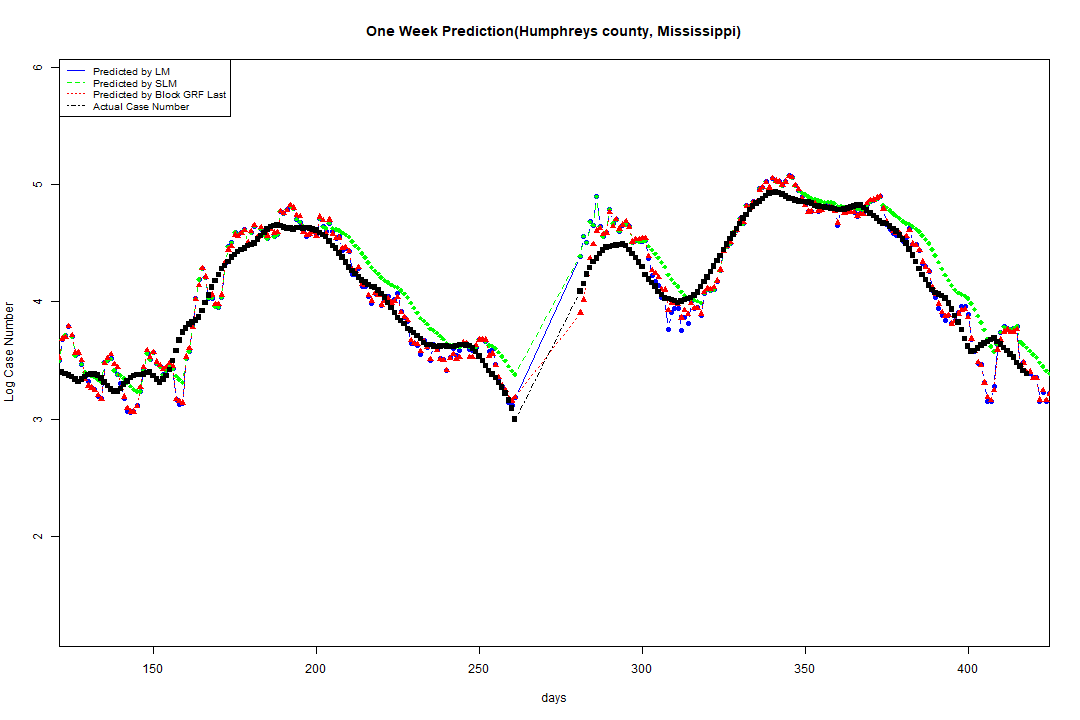 One Week Prediction(Humphreys county, Mississippi)
Predicted by LM
Predicted by SLM
Predicted by Block GRF Last
Actual Case Number
6
5
4
3
2
Log Case Number
150 200 250 300 350 400
days